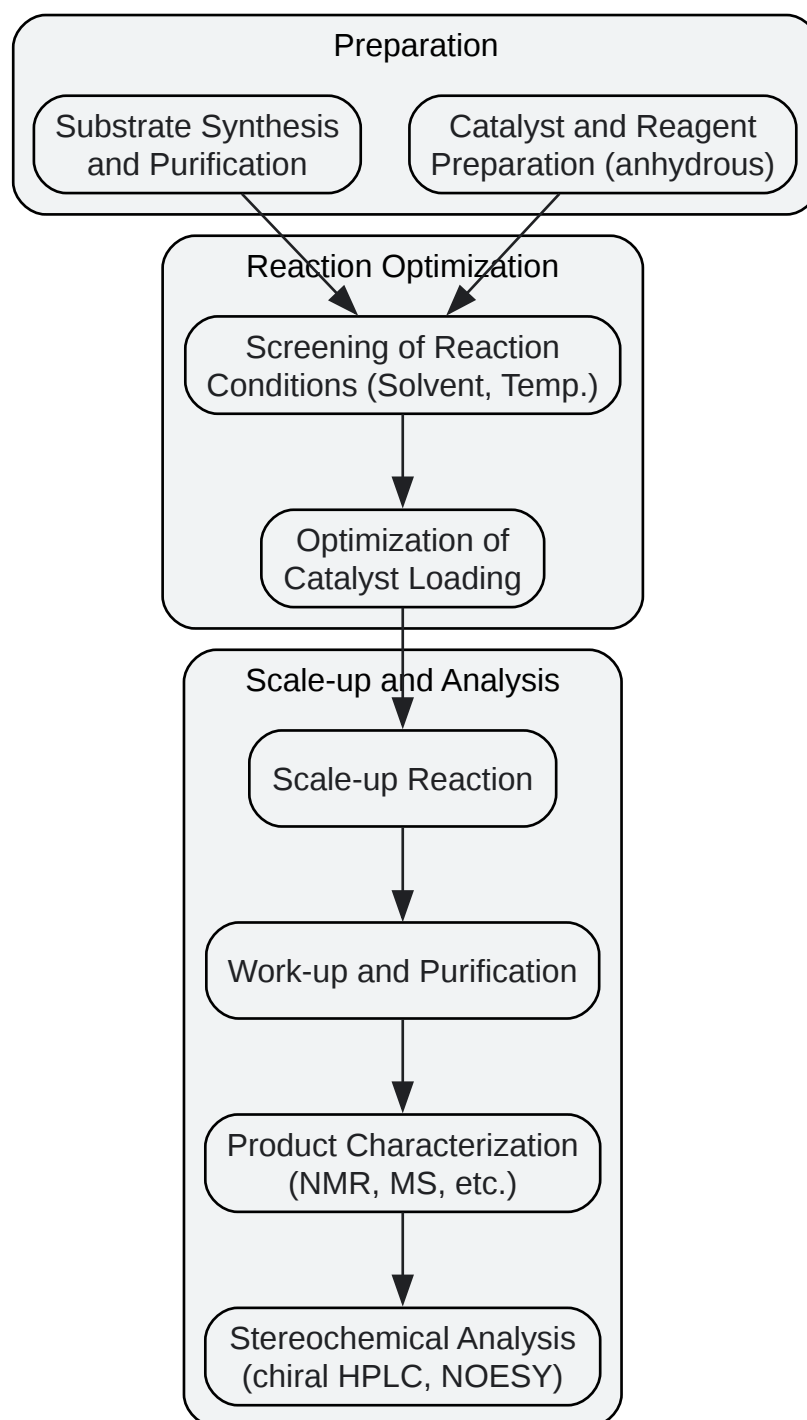 Preparation
Substrate Synthesis
and Purification
Catalyst and Reagent
Preparation (anhydrous)
Reaction Optimization
Screening of Reaction
Conditions (Solvent, Temp.)
Optimization of
Catalyst Loading
Scale-up and Analysis
Scale-up Reaction
Work-up and Purification
Product Characterization
(NMR, MS, etc.)
Stereochemical Analysis
(chiral HPLC, NOESY)